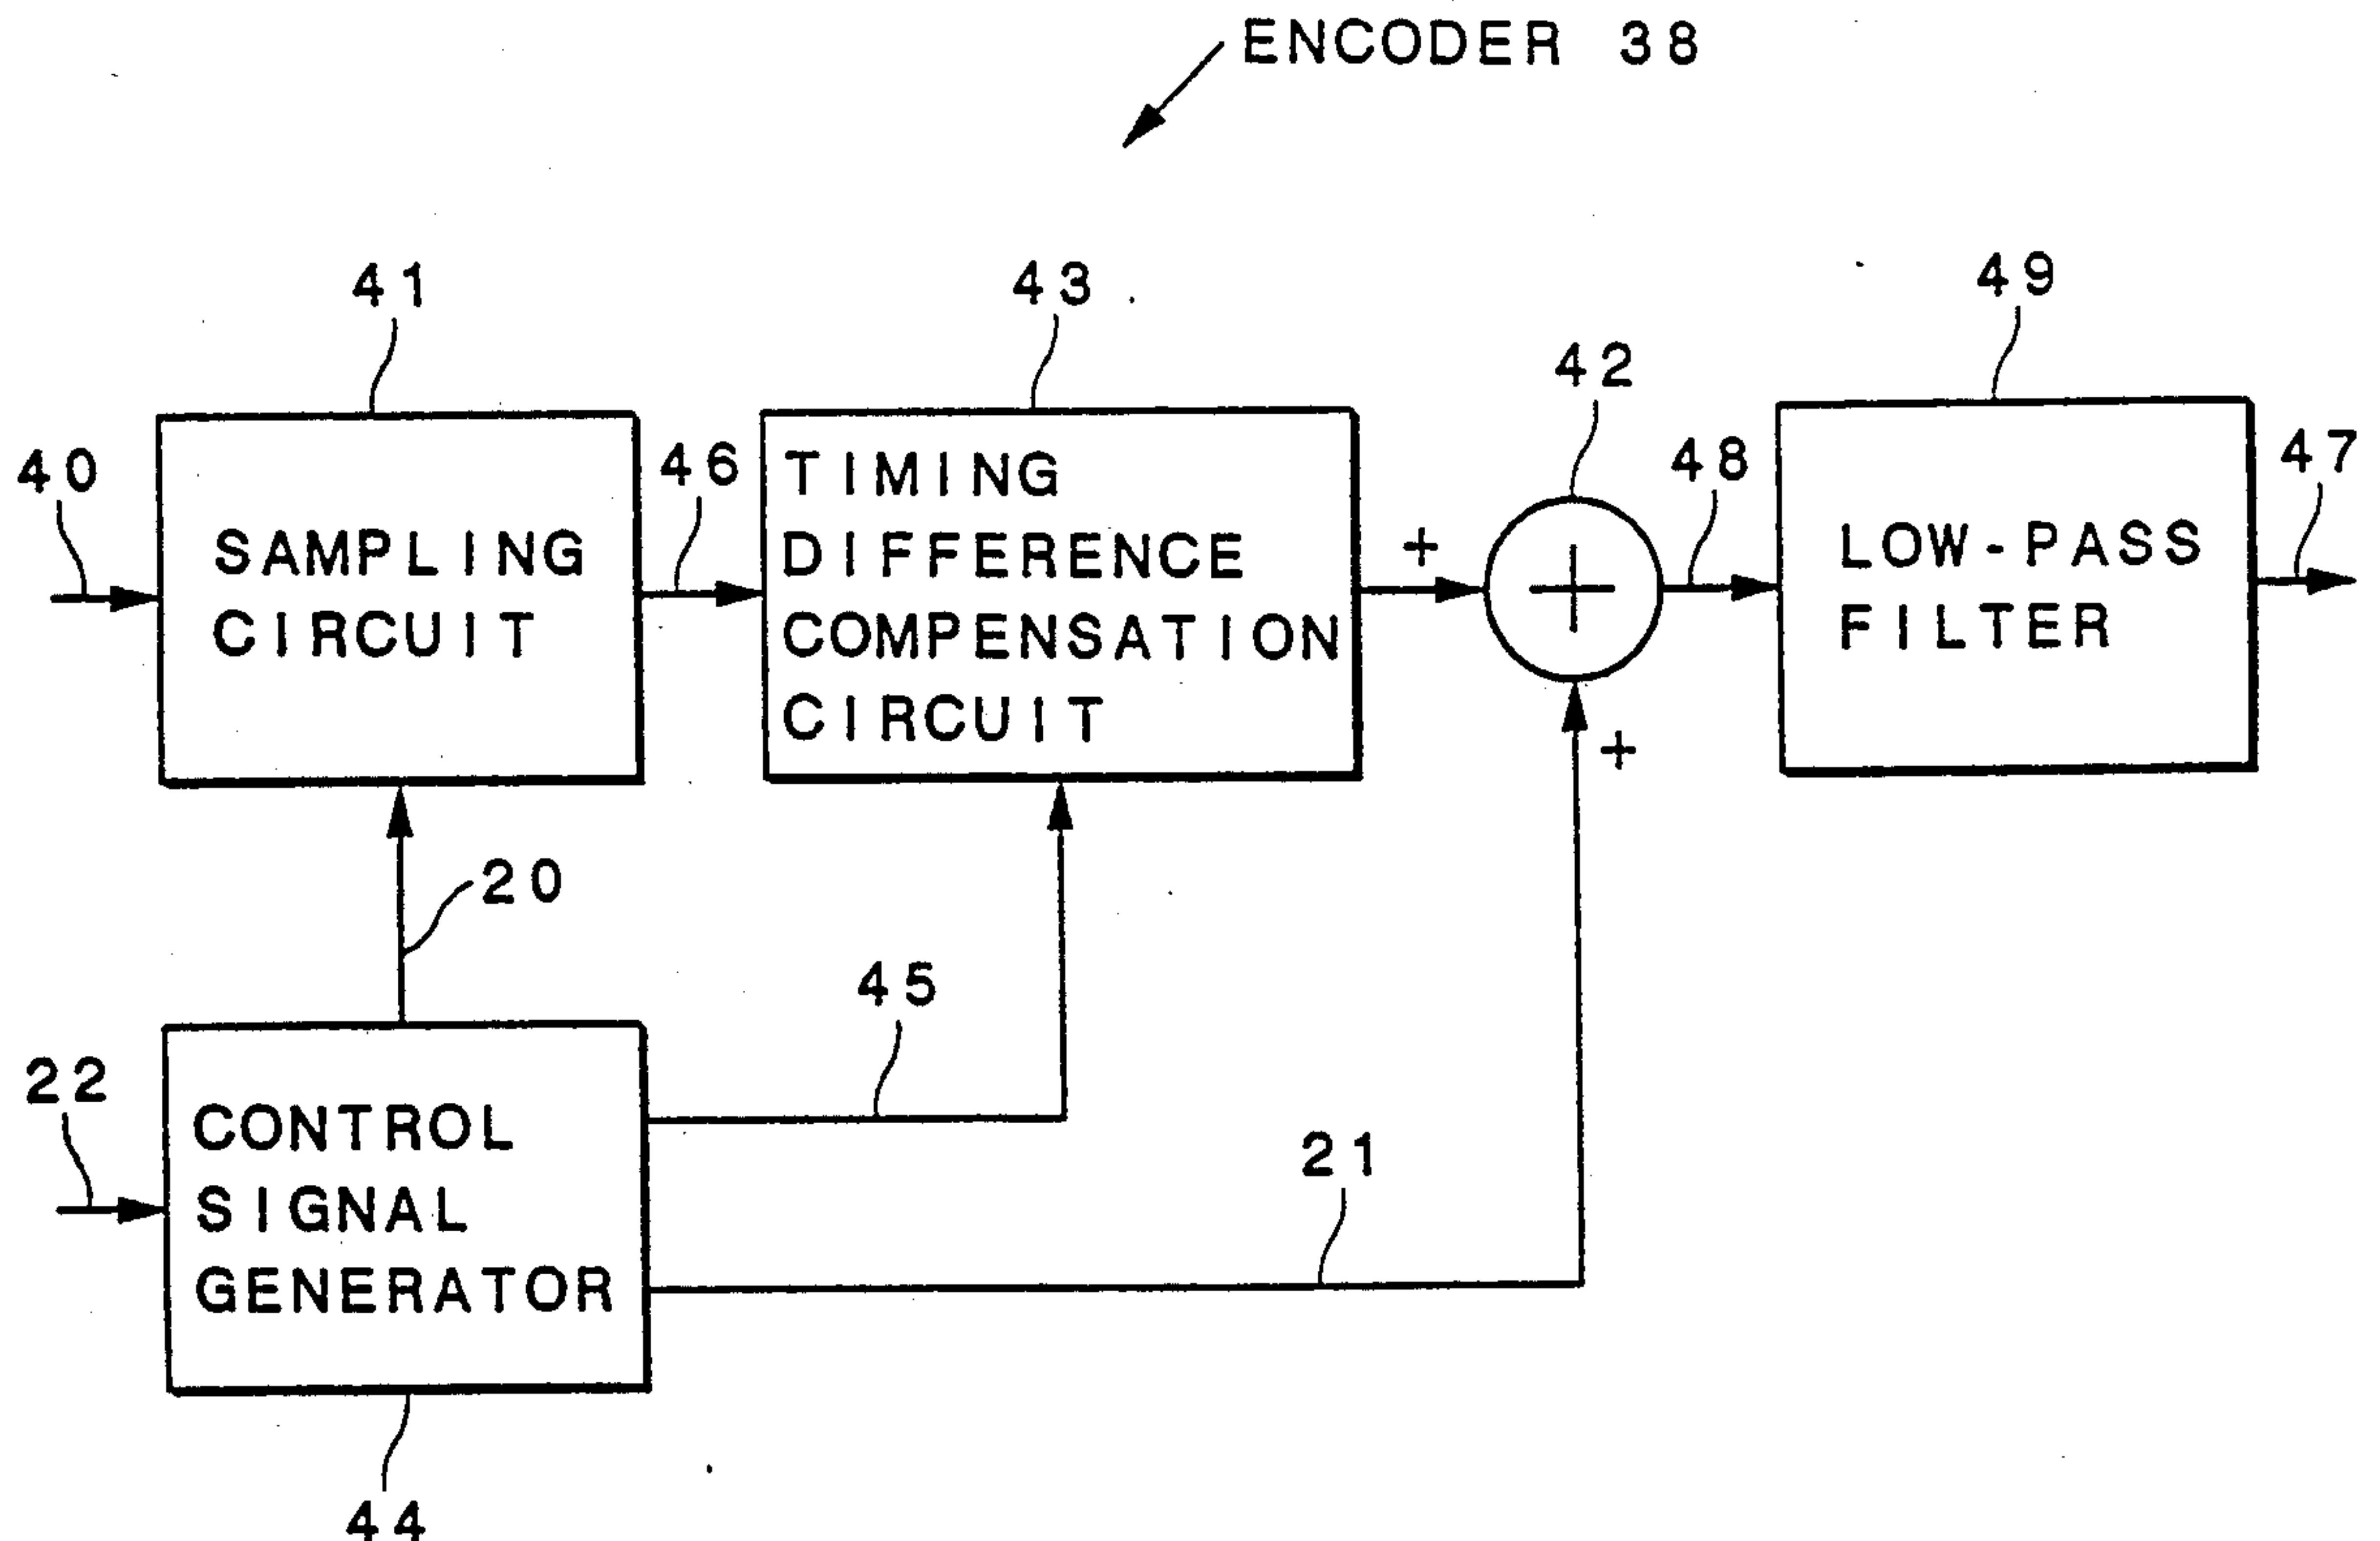 ENCODER 38
41
43
49
42
40
46
48
47
SAMPLING
CIRCUIT
TIMING
DIFFERENCE
COMPENSATION
CIRCUIT
+
+
+
LOW-PASS
FILTER
20
45
22
21
CONTROL
SIGNAL
GENERATOR
44